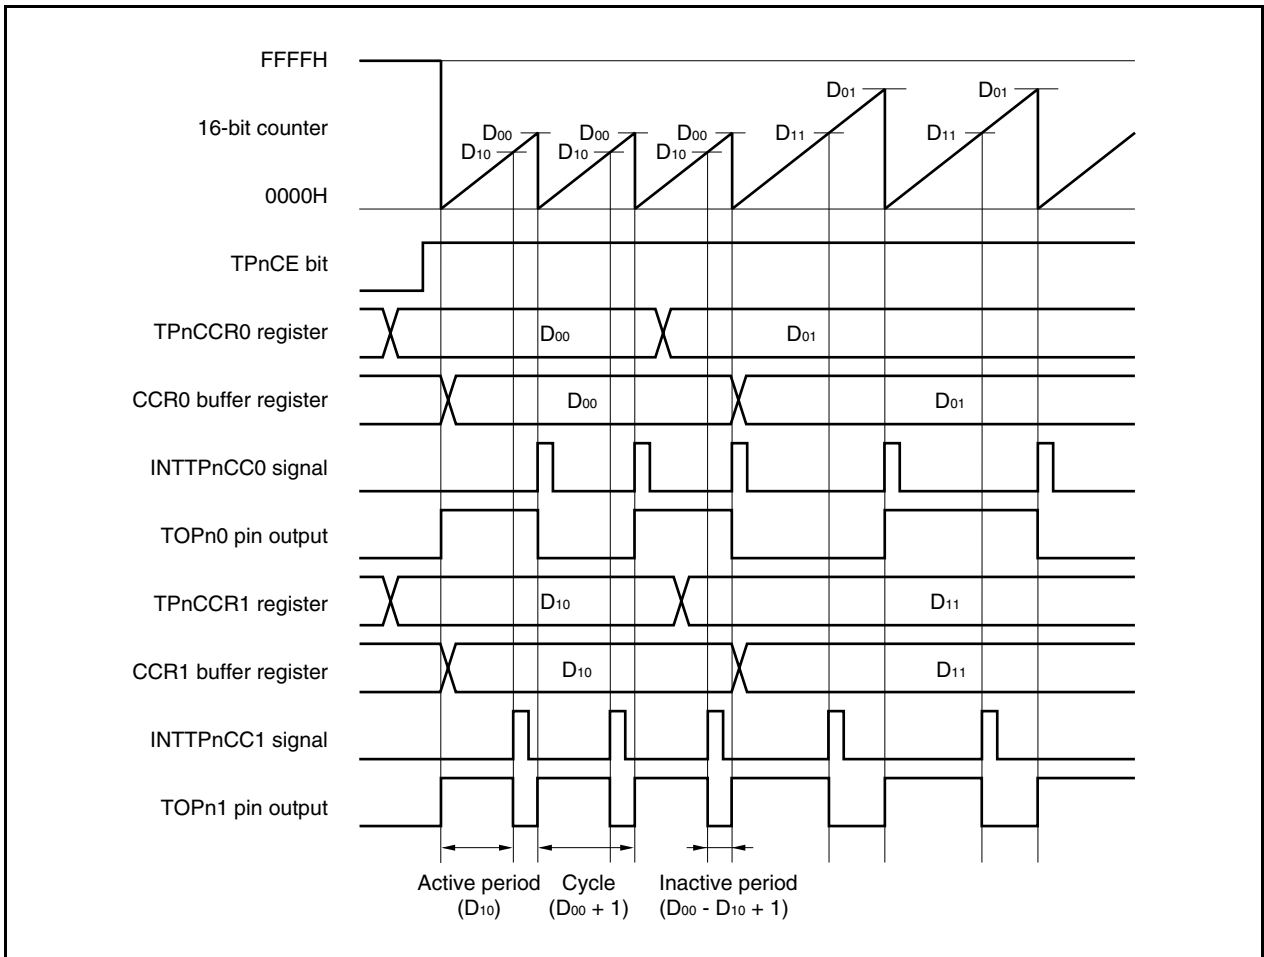 FFFFH
D01 D01
16-bit counter D00 D00 D00 D11 D11
D10 D10 D10
0000H
TPnCE bit
TPnCCR0 register D00 D01
CCR0 buffer register D00 D01
INTTPnCC0 signal
TOPn0 pin output
TPnCCR1 register D10 D11
CCR1 buffer register D10 D11
INTTPnCC1 signal
TOPn1 pin output
Active period Cycle Inactive period
(D10) (D00 + 1) (D00 - D10 + 1)